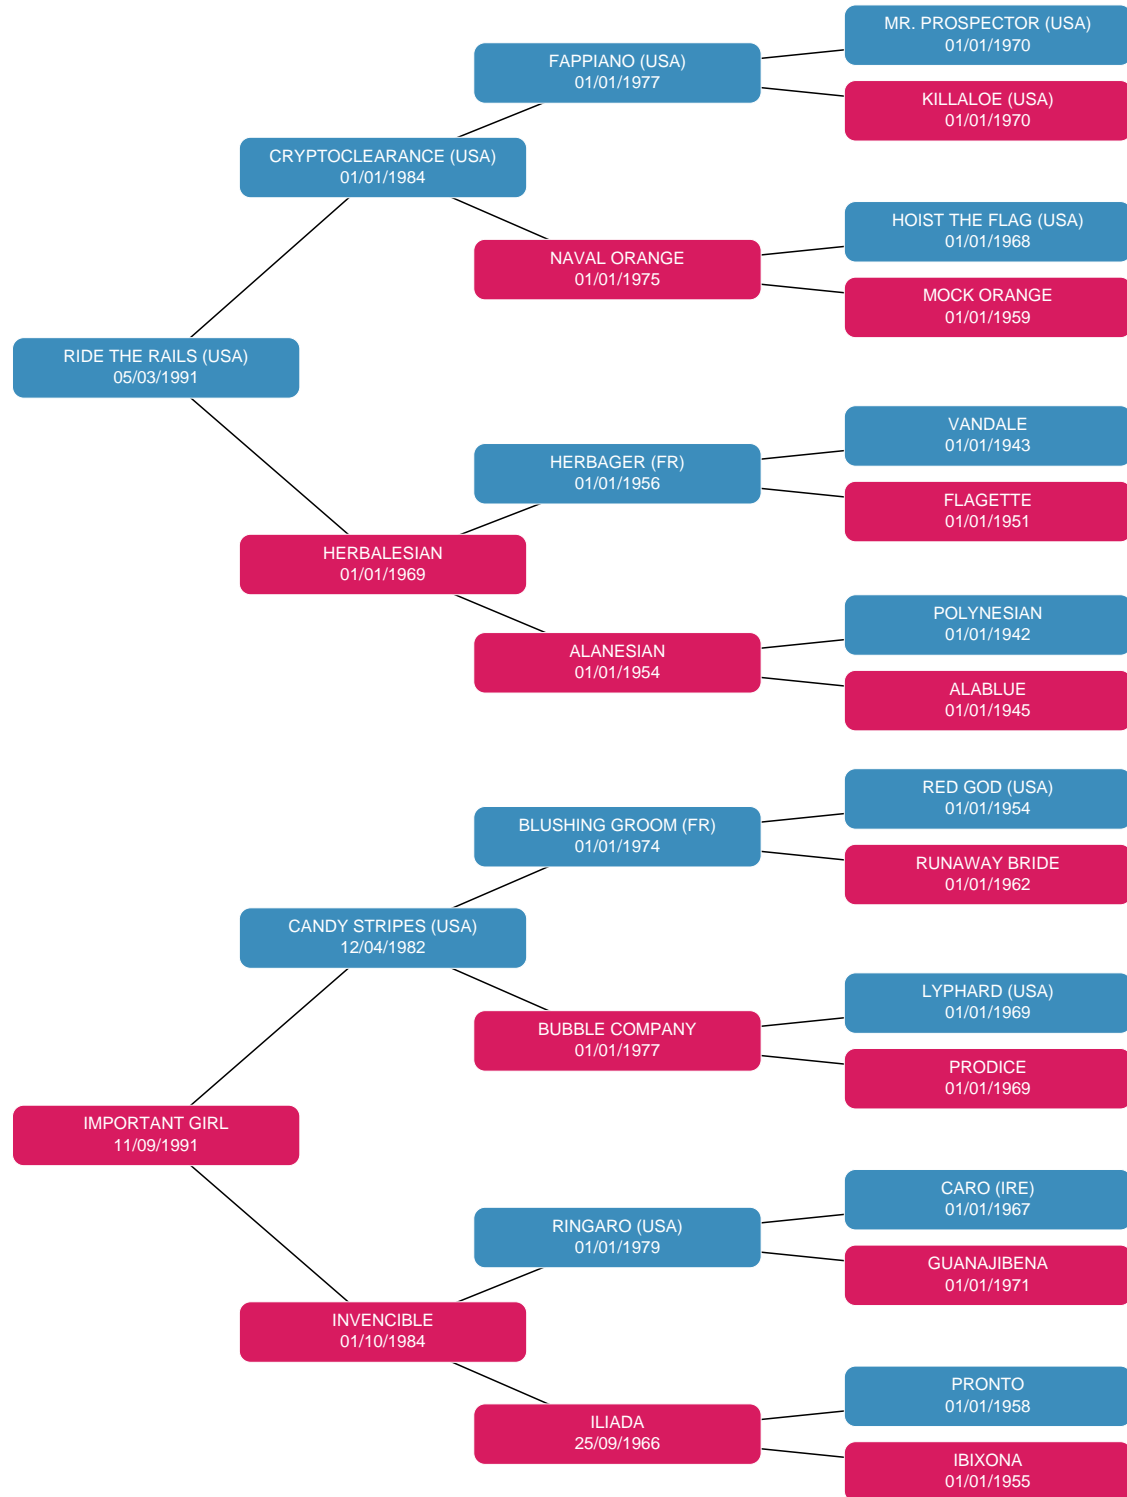 MR. PROSPECTOR (USA)
01/01/1970
FAPPIANO (USA)
01/01/1977
KILLALOE (USA)
01/01/1970
CRYPTOCLEARANCE (USA)
01/01/1984
HOIST THE FLAG (USA)
01/01/1968
NAVAL ORANGE
01/01/1975
MOCK ORANGE
01/01/1959
RIDE THE RAILS (USA)
05/03/1991
VANDALE
01/01/1943
HERBAGER (FR)
01/01/1956
FLAGETTE
01/01/1951
HERBALESIAN
01/01/1969
POLYNESIAN
01/01/1942
ALANESIAN
01/01/1954
ALABLUE
01/01/1945
RED GOD (USA)
01/01/1954
BLUSHING GROOM (FR)
01/01/1974
RUNAWAY BRIDE
01/01/1962
CANDY STRIPES (USA)
12/04/1982
LYPHARD (USA)
01/01/1969
BUBBLE COMPANY
01/01/1977
PRODICE
01/01/1969
IMPORTANT GIRL
11/09/1991
CARO (IRE)
01/01/1967
RINGARO (USA)
01/01/1979
GUANAJIBENA
01/01/1971
INVENCIBLE
01/10/1984
PRONTO
01/01/1958
ILIADA
25/09/1966
IBIXONA
01/01/1955